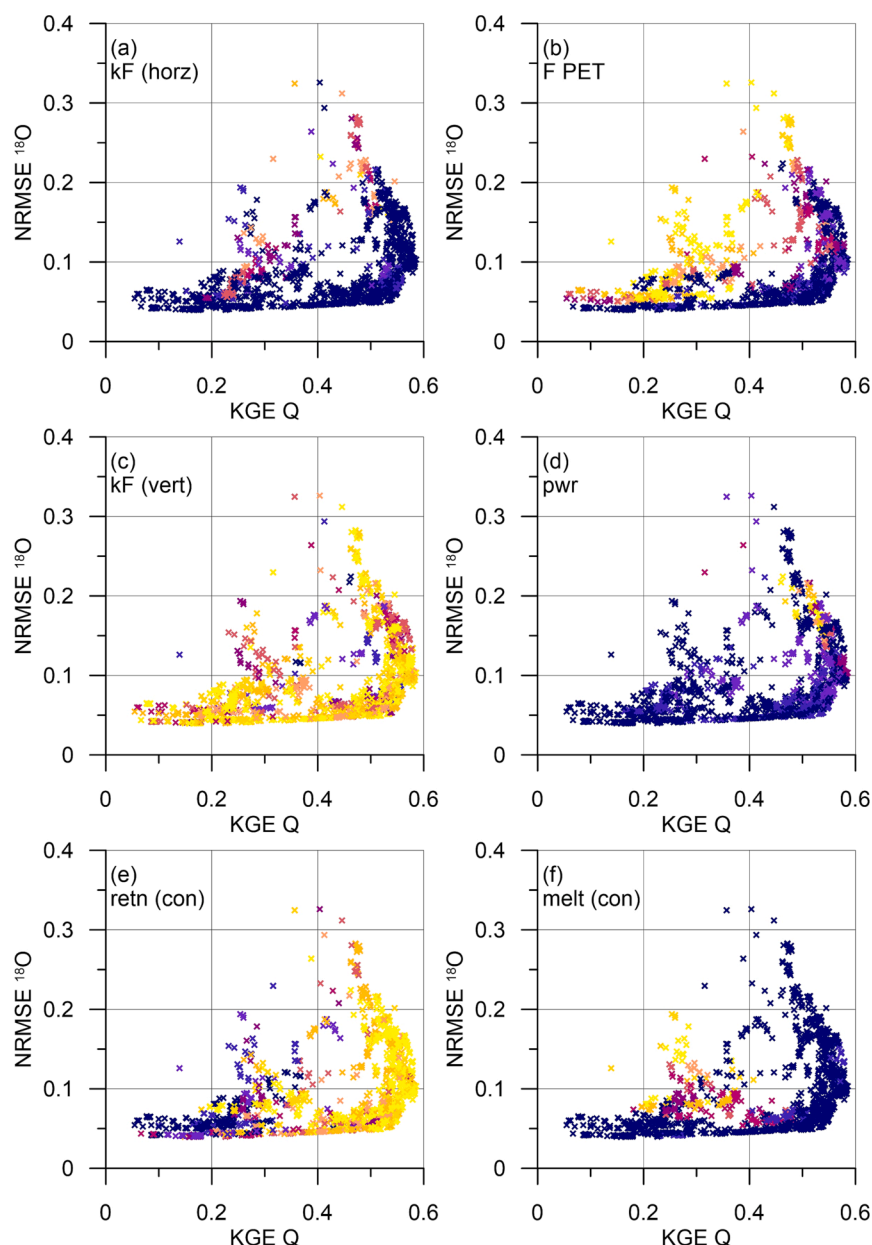 0.4
(a)
kF (horz)
0.3
NRMSE ¹⁸O
0.2
0.1
0
0 0.2 0.4 0.6
KGE Q
0.4
(b)
F PET
0.3
NRMSE ¹⁸O
0.2
0.1
0
0 0.2 0.4 0.6
KGE Q
0.4
(c)
kF (vert)
0.3
NRMSE ¹⁸O
0.2
0.1
0
0 0.2 0.4 0.6
KGE Q
0.4
(d)
pwr
0.3
NRMSE ¹⁸O
0.2
0.1
0
0 0.2 0.4 0.6
KGE Q
0.4
(e)
retn (con)
0.3
NRMSE ¹⁸O
0.2
0.1
0
0 0.2 0.4 0.6
KGE Q
0.4
(f)
melt (con)
0.3
NRMSE ¹⁸O
0.2
0.1
0
0 0.2 0.4 0.6
KGE Q